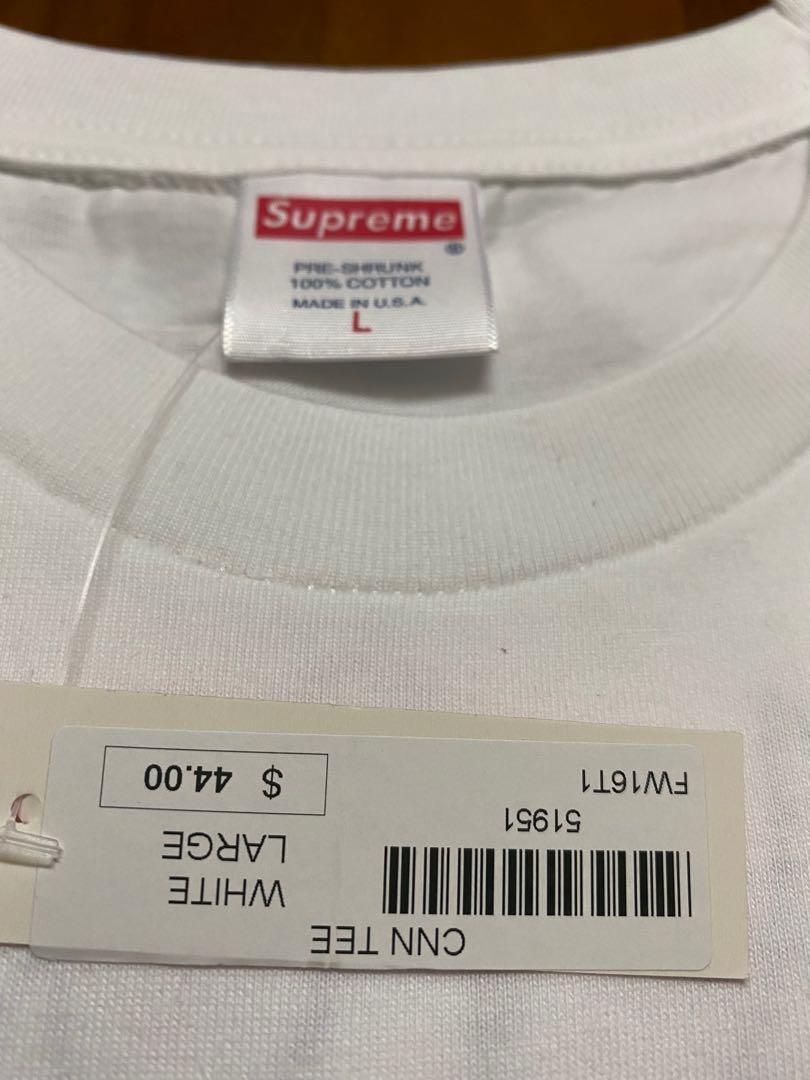 Supreme
®
PRE-SHRUNK
100% COTTON
MADE IN U.S.A.
L
CNN TEE
WHITE
LARGE
$ 44.00
51951
FW16T1